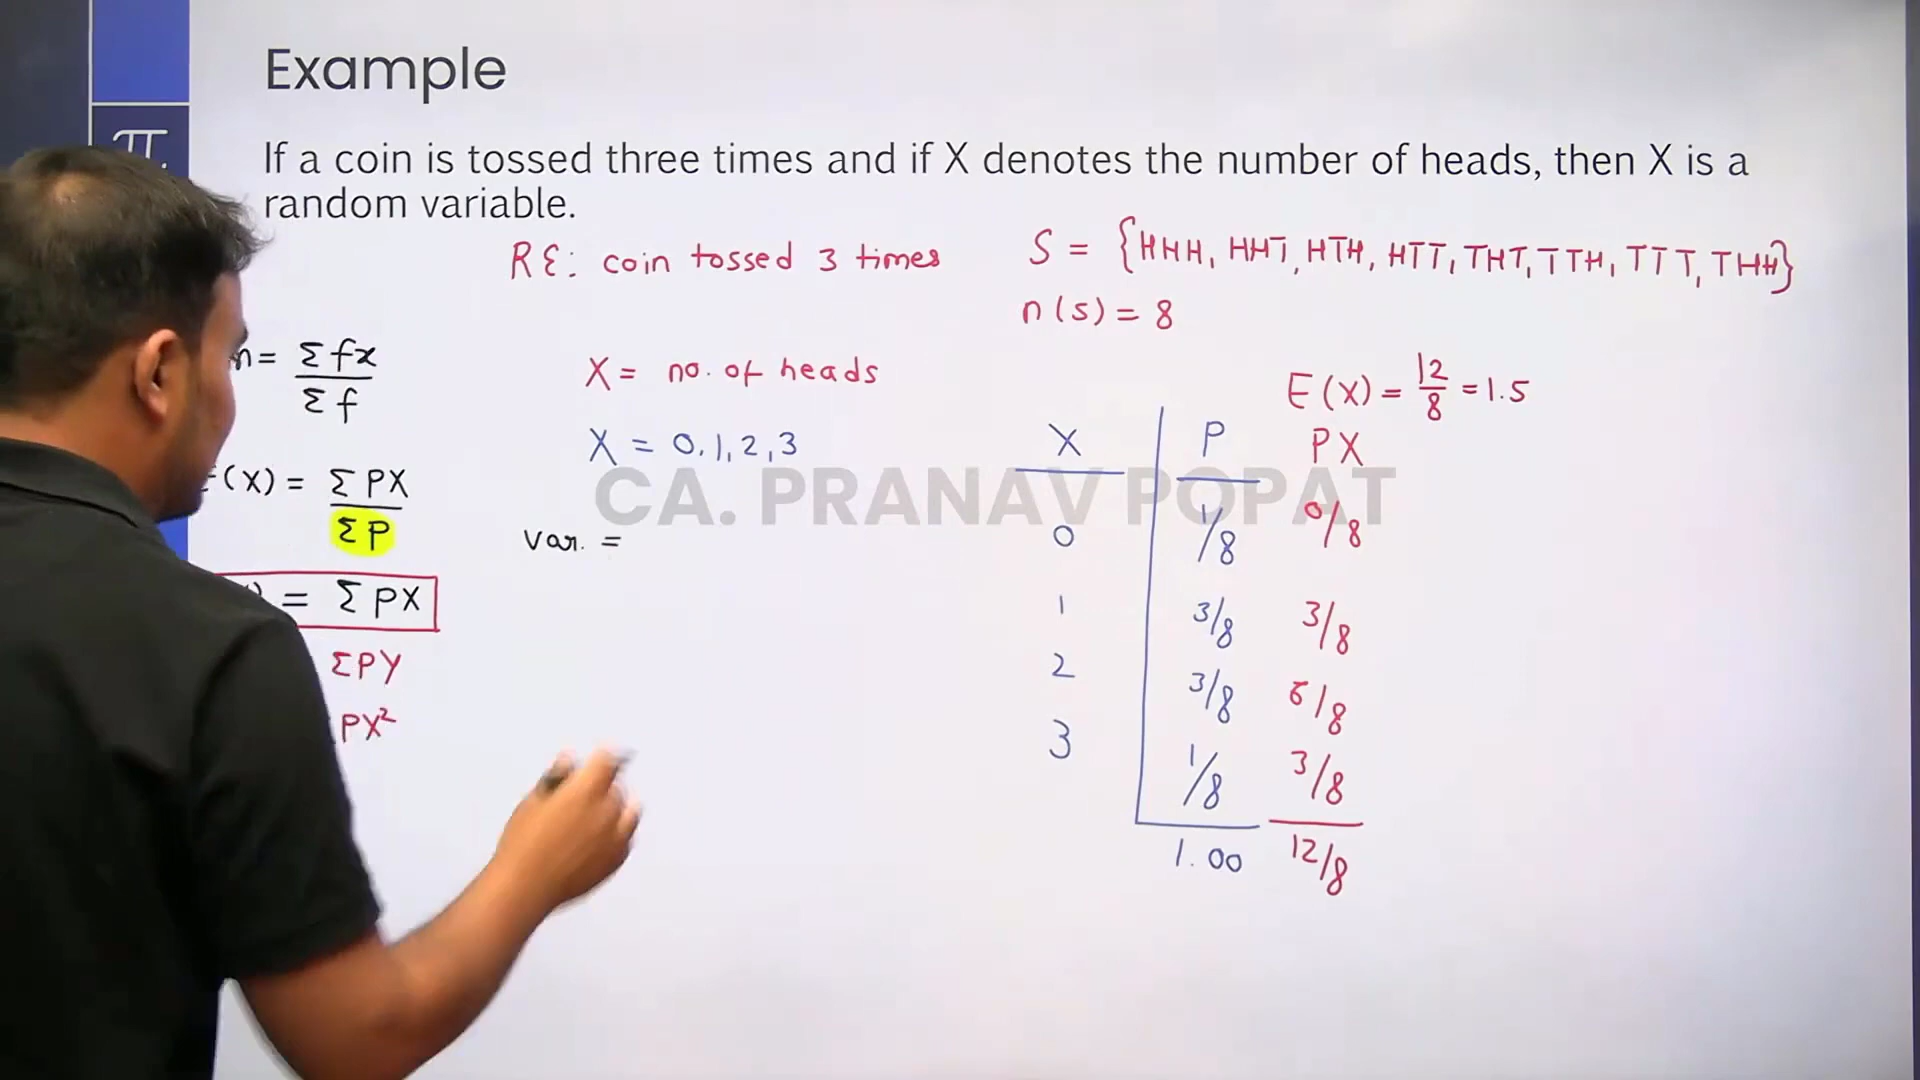 Example
π
If a coin is tossed three times and if X denotes the number of heads, then X is a
random variable.
RE: coin tossed 3 times
S = {HHH, HHT, HTH, HTT, THT, TTH, TTT, THH}
n(s) = 8
n = Σfx / Σf
X = no. of heads
E(X) = 12/8 = 1.5
X = 0, 1, 2, 3
X P PX
(X) = ΣPX / ΣP
CA. PRANAV POPAT
var. =
0 1/8 0/8
) = ΣPX
1 3/8 3/8
ΣPY
2 3/8 6/8
PX²
3 1/8 3/8
1.00 12/8